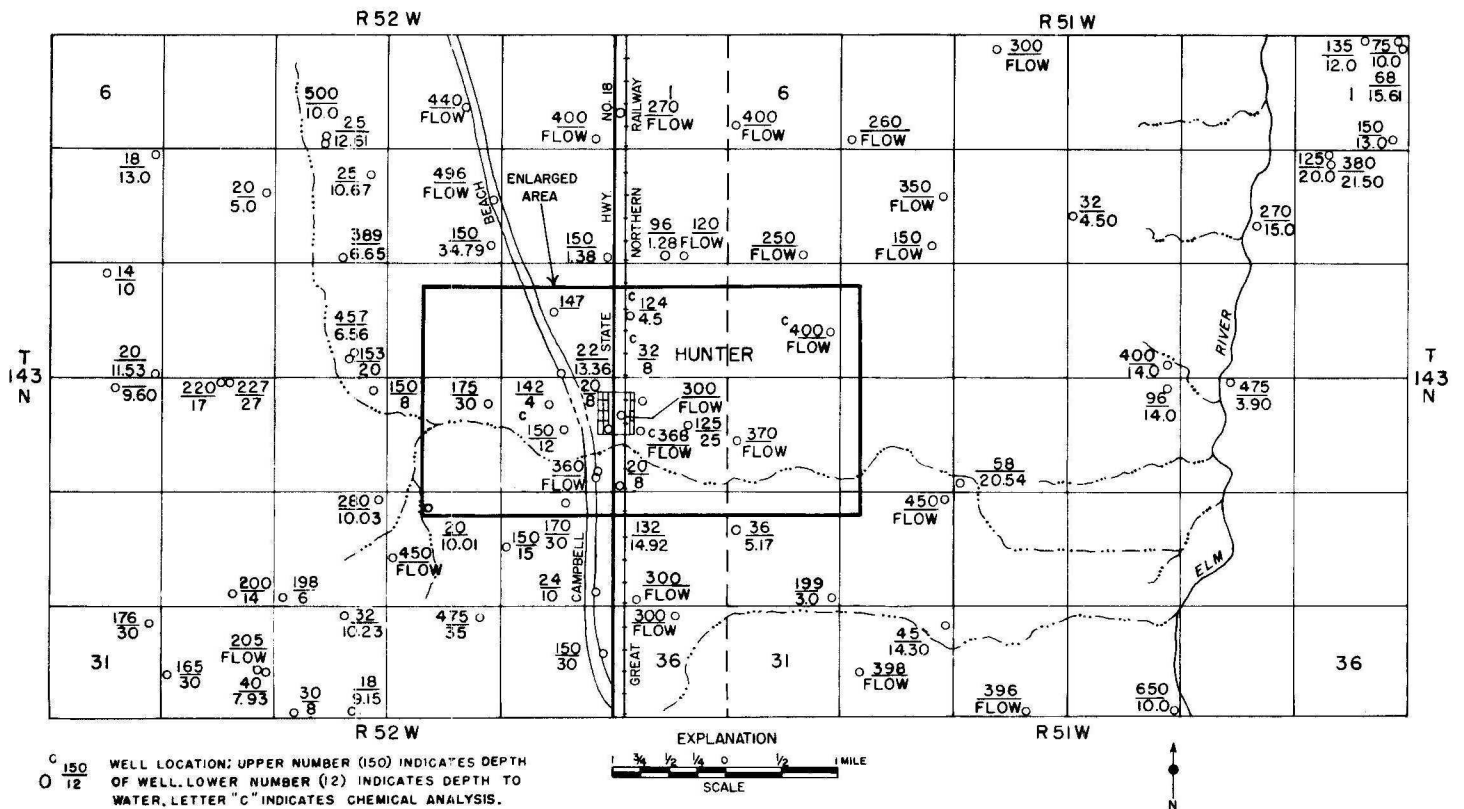 R 52 W
R 51 W
6
1
6
1
500
10.0
25
12.61
440
FLOW
400
FLOW
NO. 18
RAILWAY
270
FLOW
400
FLOW
260
FLOW
300
FLOW
135
12.0
75
10.0
68
15.61
150
13.0
18
13.0
20
5.0
25
10.67
496
FLOW
BEACH
ENLARGED
AREA
HWY.
NORTHERN
350
FLOW
32
4.50
125
20.0
380
21.50
270
15.0
389
6.65
150
34.79
150
1.38
96
1.28
120
FLOW
250
FLOW
150
FLOW
14
10
147
C 124
4.5
STATE
C 400
FLOW
457
6.56
153
20
22
13.36
C 32
8
HUNTER
RIVER
T
143
N
20
11.53
9.60
220
17
227
27
150
8
175
30
142
4
20
8
300
FLOW
400
14.0
96
14.0
475
3.90
T
143
N
C 150
12
C 368
FLOW
125
25
370
FLOW
360
FLOW
20
8
58
20.54
280
10.03
20
10.01
450
FLOW
150
15
170
30
CAMPBELL
132
14.92
36
5.17
450
FLOW
ELM
200
14
198
6
24
10
300
FLOW
199
3.0
176
30
32
10.23
475
35
300
FLOW
45
14.30
31
165
30
205
FLOW
40
7.93
30
8
18
9.15
150
30
GREAT
36
31
398
FLOW
396
FLOW
650
10.0
36
R 52 W
R 51 W
EXPLANATION
C 150
12
WELL LOCATION: UPPER NUMBER (150) INDICATES DEPTH
OF WELL. LOWER NUMBER (12) INDICATES DEPTH TO
WATER, LETTER "C" INDICATES CHEMICAL ANALYSIS.
1 3/4 1/2 1/4 0 1/2 1 MILE
SCALE
N